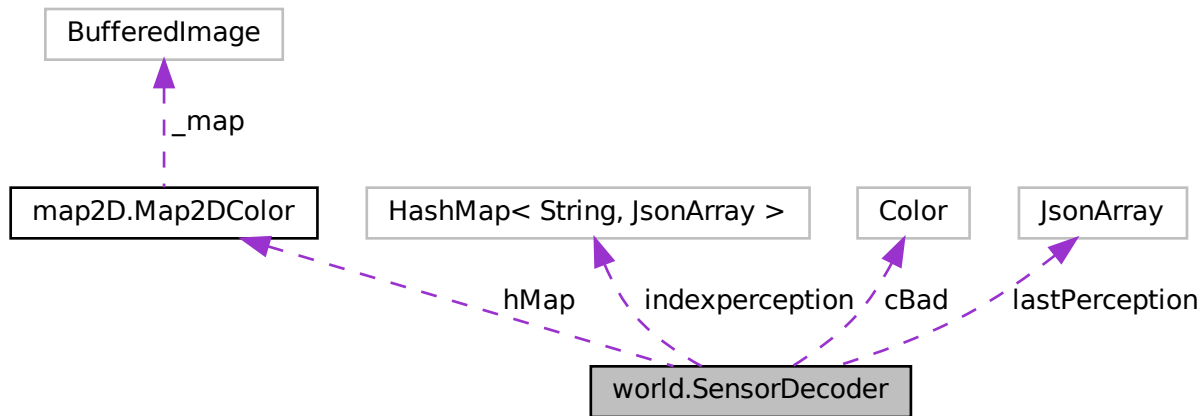 BufferedImage
_map
map2D.Map2DColor
HashMap< String, JsonArray >
Color
JsonArray
hMap
indexperception
cBad
lastPerception
world.SensorDecoder